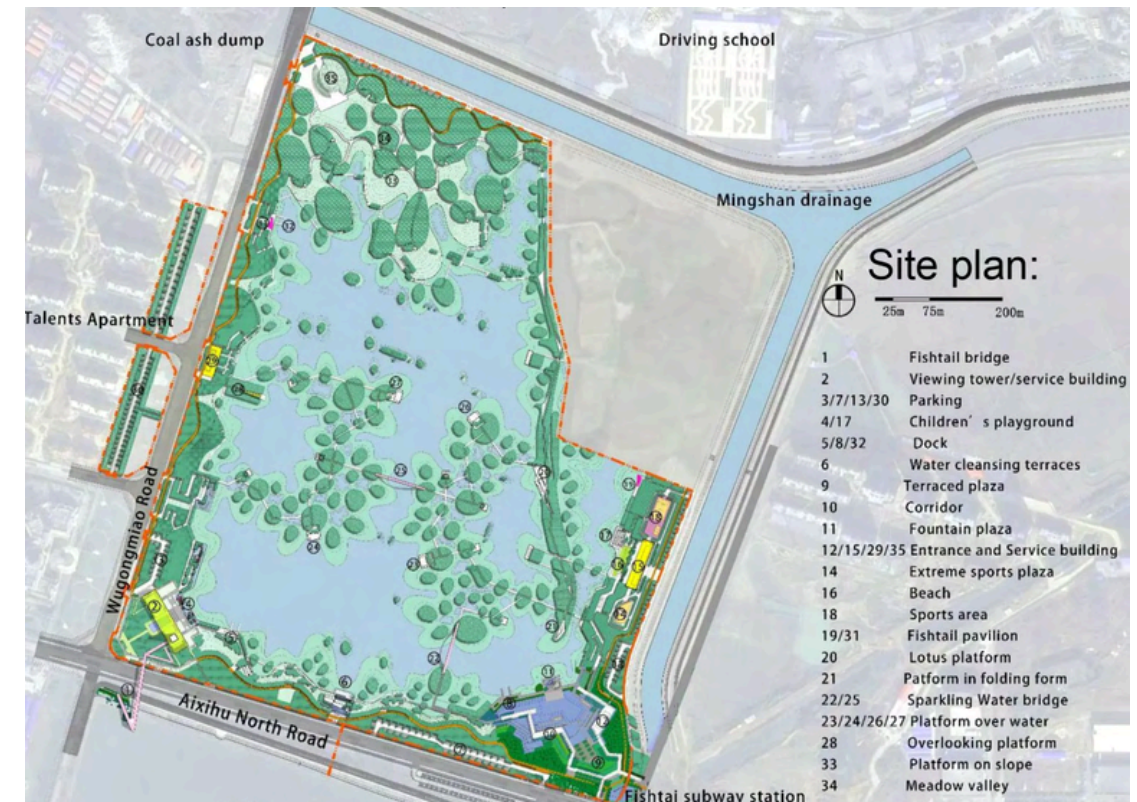 Coal ash dump
Driving school
Mingshan drainage
Talents Apartment
Wugongmiao Road
Aixihu North Road
Fishtai subway station
Site plan:
N
25m 75m 200m
1 Fishtail bridge
2 Viewing tower/service building
3/7/13/30 Parking
4/17 Children' s playground
5/8/32 Dock
6 Water cleansing terraces
9 Terraced plaza
10 Corridor
11 Fountain plaza
12/15/29/35 Entrance and Service building
14 Extreme sports plaza
16 Beach
18 Sports area
19/31 Fishtail pavilion
20 Lotus platform
21 Patform in folding form
22/25 Sparkling Water bridge
23/24/26/27 Platform over water
28 Overlooking platform
33 Platform on slope
34 Meadow valley